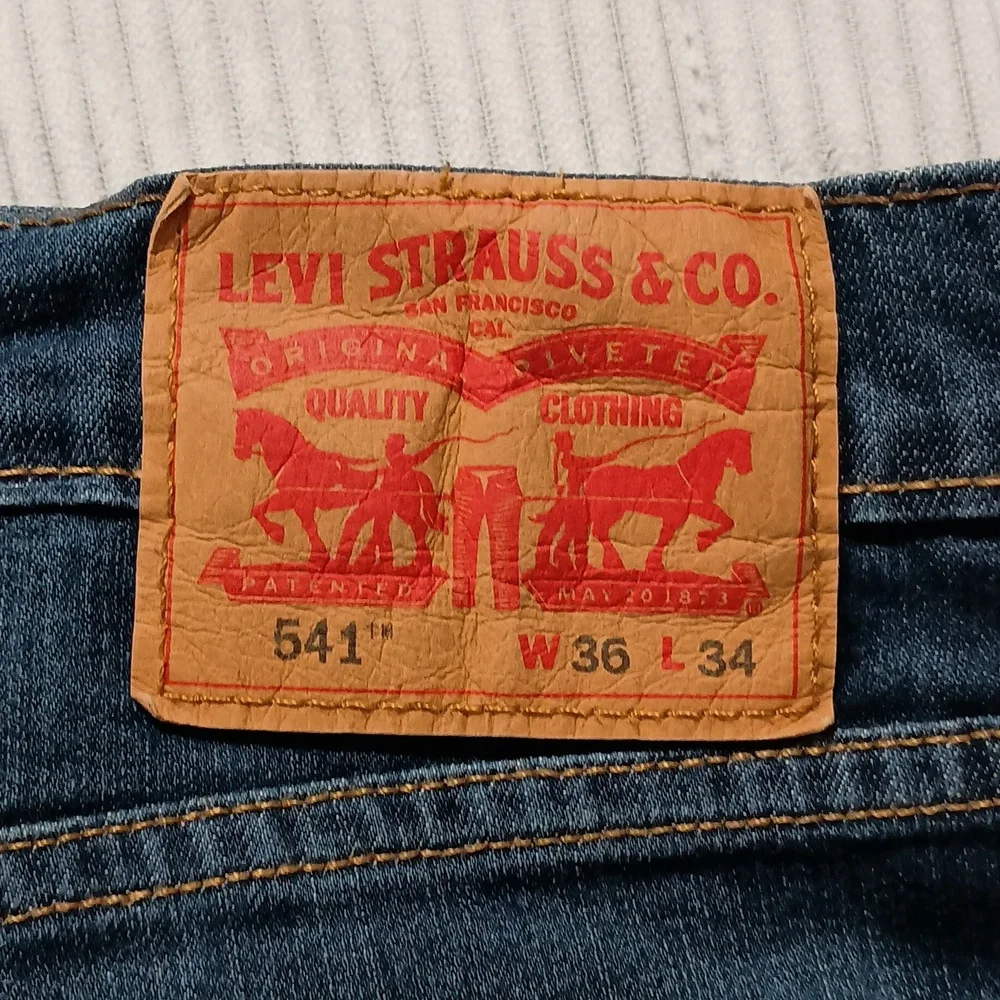 LEVI STRAUSS & CO.
SAN FRANCISCO
CAL.
ORIGINAL RIVETED
QUALITY CLOTHING
PATENTED MAY 20 1873
541™ W 36 L 34